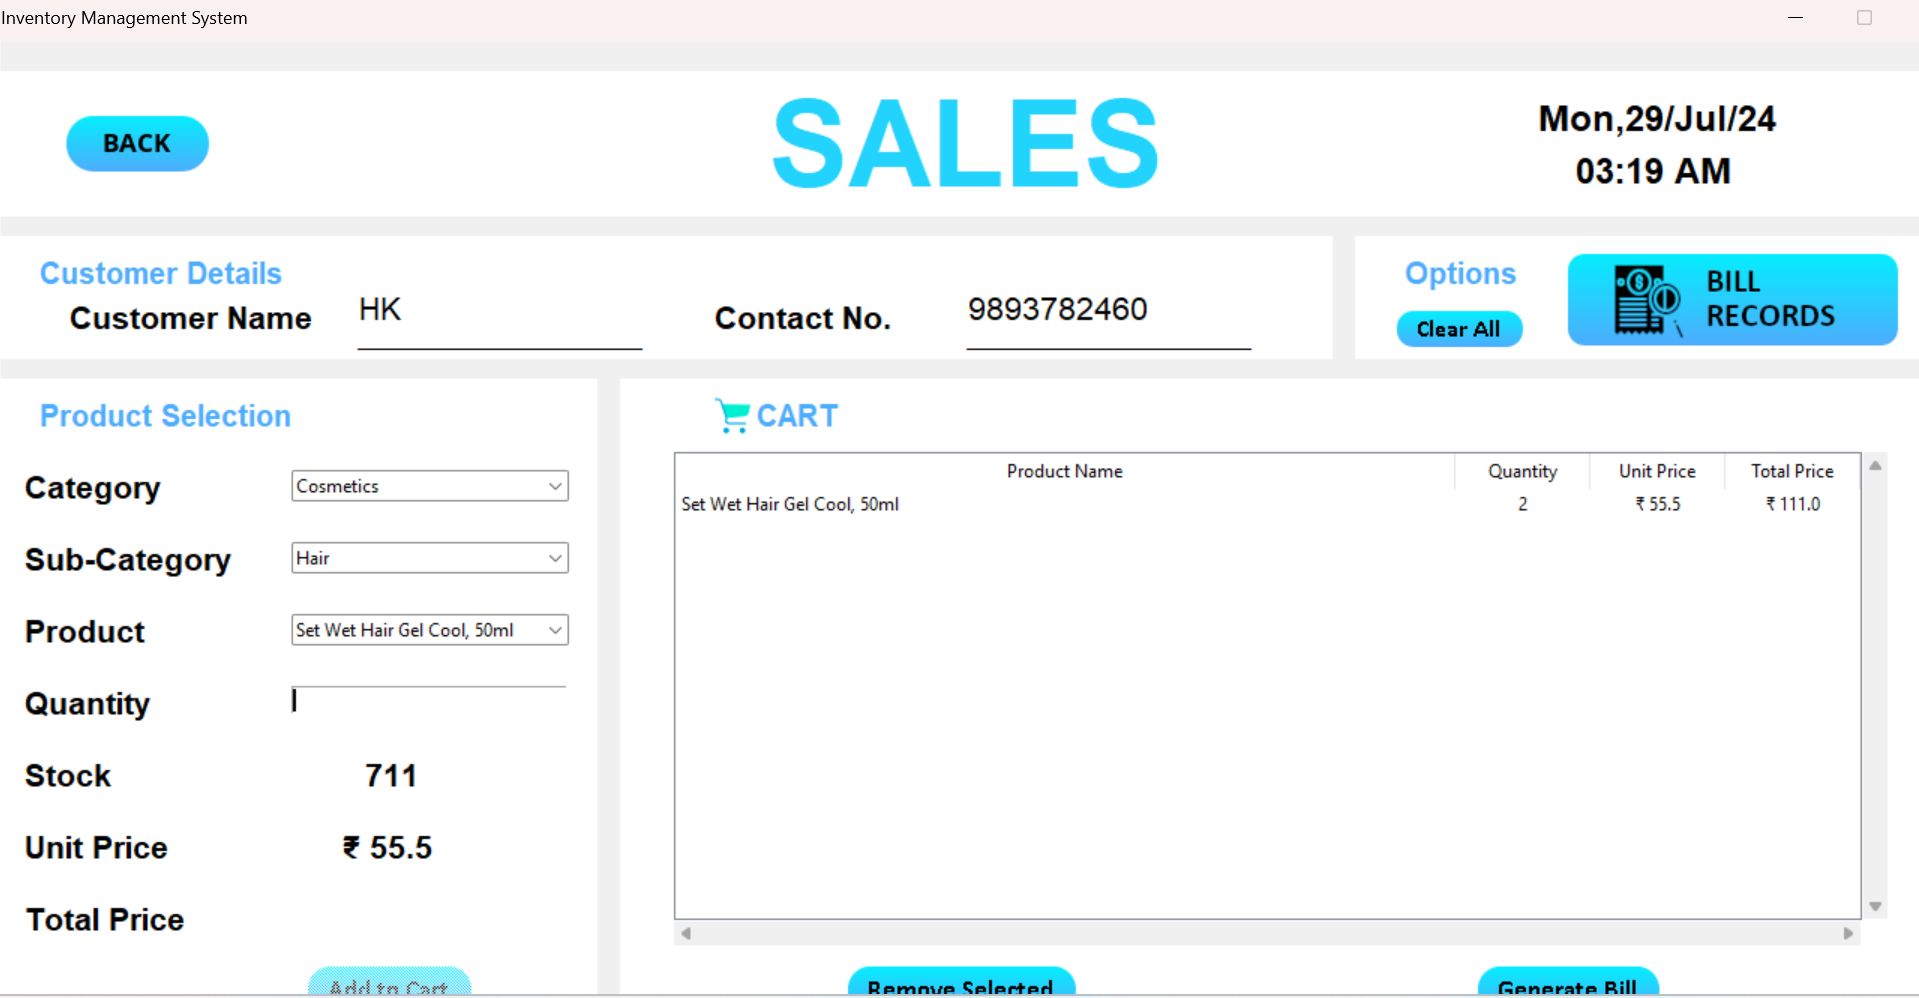 Inventory Management System
BACK
SALES
Mon,29/Jul/24
03:19 AM
Customer Details
Customer Name HK Contact No. 9893782460
Options
Clear All
BILL
RECORDS
Product Selection
Category Cosmetics
Sub-Category Hair
Product Set Wet Hair Gel Cool, 50ml
Quantity
Stock 711
Unit Price ₹ 55.5
Total Price
Add to Cart
CART
Product Name Quantity Unit Price Total Price
Set Wet Hair Gel Cool, 50ml 2 ₹ 55.5 ₹ 111.0
Remove Selected
Generate Bill